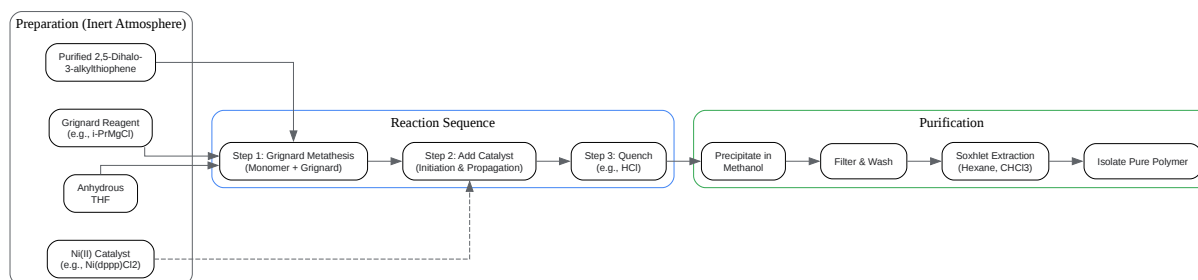 Preparation (Inert Atmosphere)
Purified 2,5-Dihalo-
3-alkylthiophene
Grignard Reagent
(e.g., i-PrMgCl)
Anhydrous
THF
Ni(II) Catalyst
(e.g., Ni(dppp)Cl2)
Reaction Sequence
Step 1: Grignard Metathesis
(Monomer + Grignard)
Step 2: Add Catalyst
(Initiation & Propagation)
Step 3: Quench
(e.g., HCl)
Purification
Precipitate in
Methanol
Filter & Wash
Soxhlet Extraction
(Hexane, CHCl3)
Isolate Pure Polymer